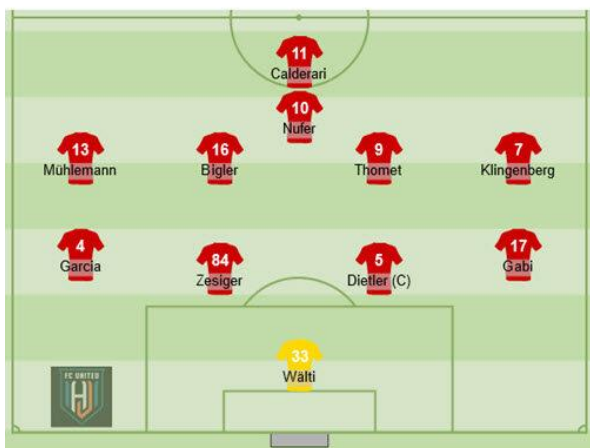 11
Calderari
10
Nufer
13
Mühlemann
16
Bigler
9
Thomet
7
Klingenberg
4
Garcia
84
Zesiger
5
Dietler (C)
17
Gabi
33
Wälti
FC UNITED